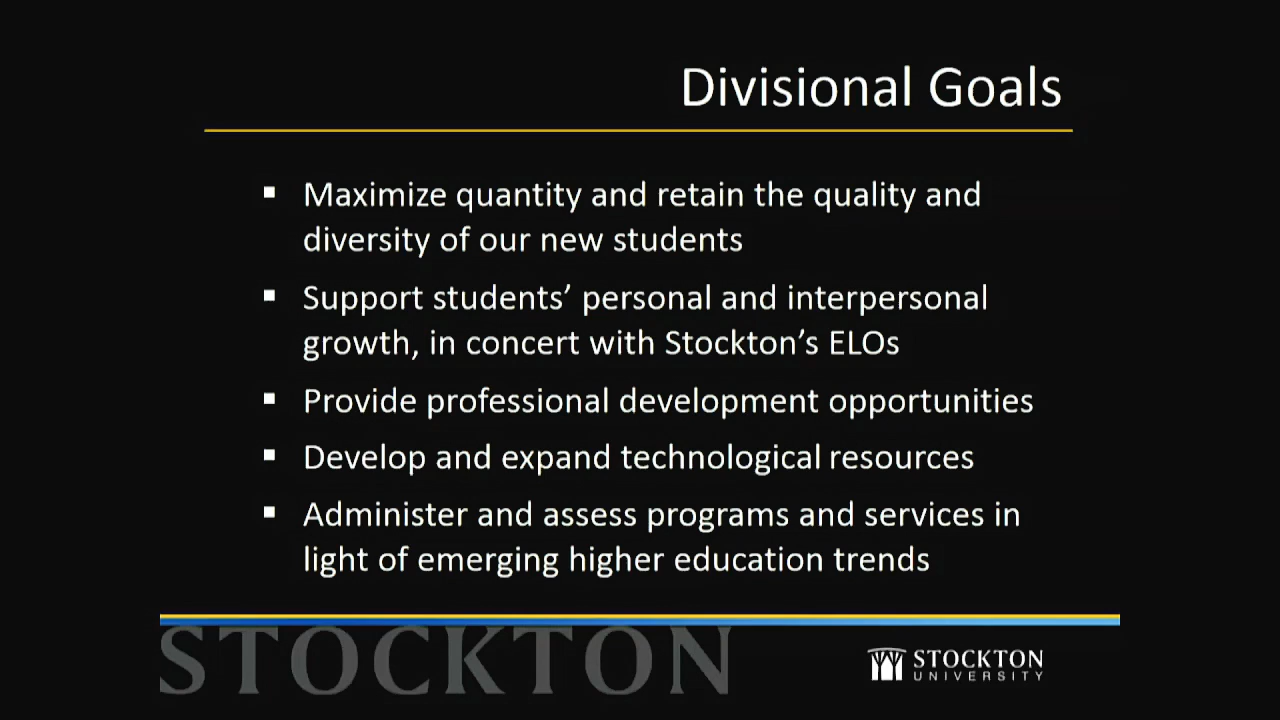 Divisional Goals
▪ Maximize quantity and retain the quality and
diversity of our new students
▪ Support students’ personal and interpersonal
growth, in concert with Stockton’s ELOs
▪ Provide professional development opportunities
▪ Develop and expand technological resources
▪ Administer and assess programs and services in
light of emerging higher education trends
STOCKTON
STOCKTON
UNIVERSITY